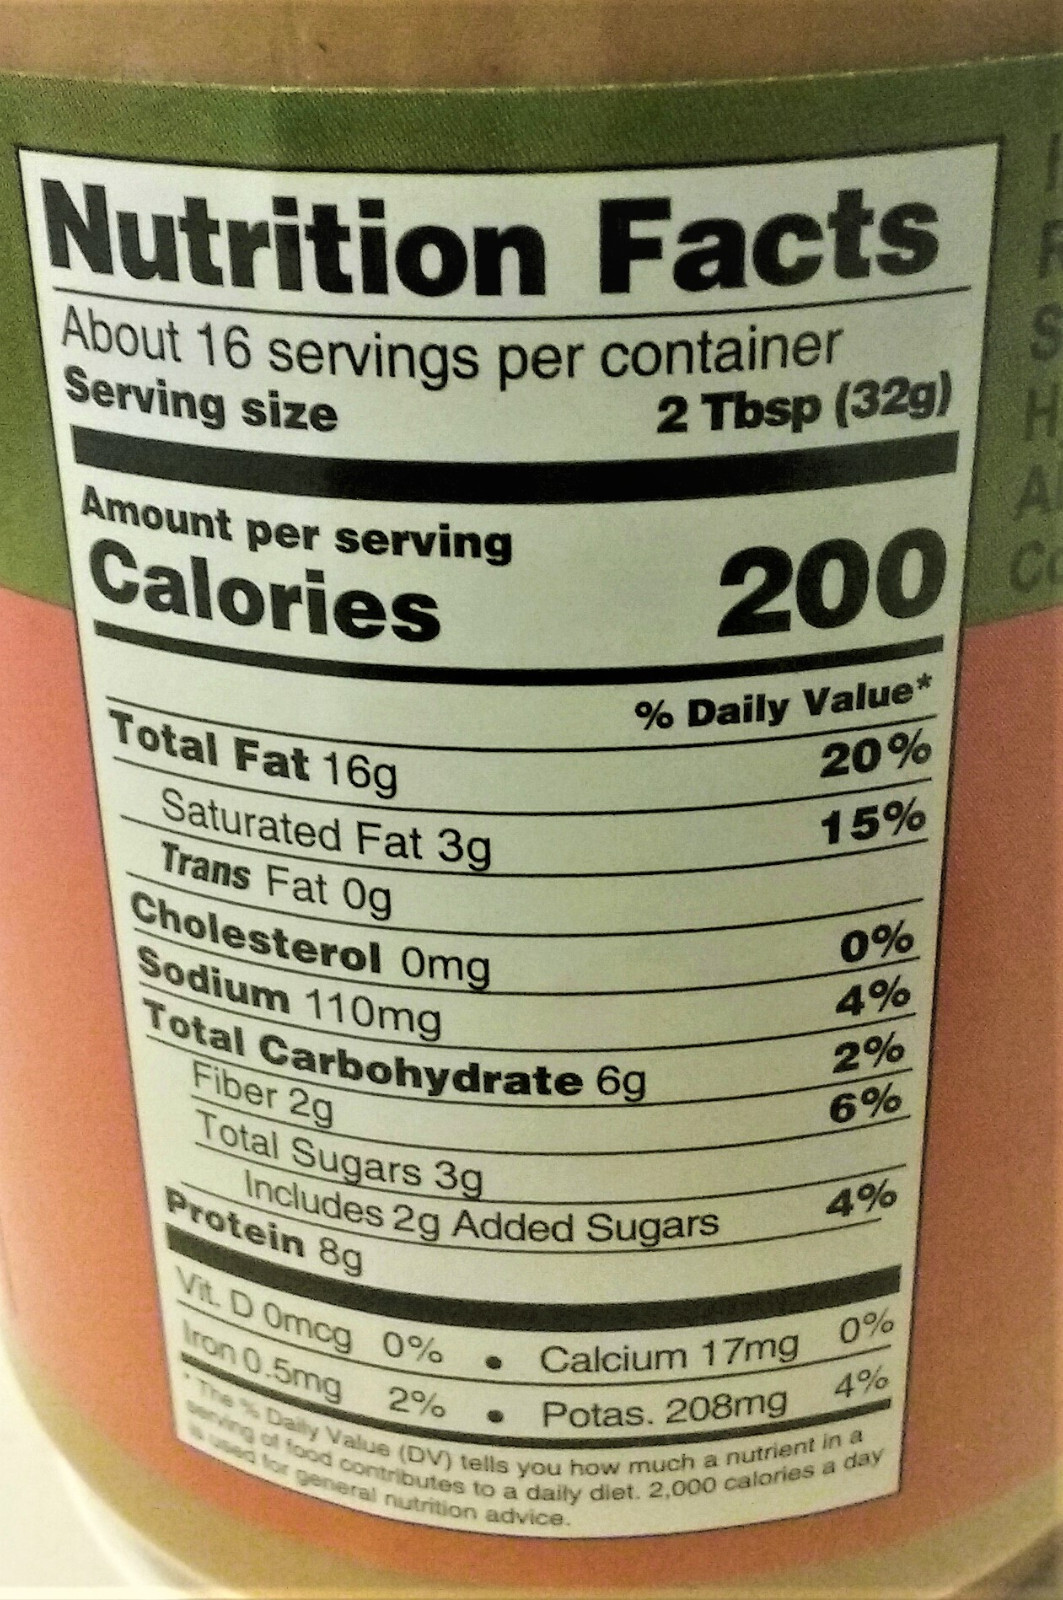 Nutrition Facts
About 16 servings per container
Serving size 2 Tbsp (32g)
Amount per serving
Calories 200
% Daily Value*
Total Fat 16g 20%
Saturated Fat 3g 15%
Trans Fat 0g
Cholesterol 0mg 0%
Sodium 110mg 4%
Total Carbohydrate 6g 2%
Fiber 2g 6%
Total Sugars 3g
Includes 2g Added Sugars 4%
Protein 8g
Vit. D 0mcg 0% • Calcium 17mg 0%
Iron 0.5mg 2% • Potas. 208mg 4%
* The % Daily Value (DV) tells you how much a nutrient in a
serving of food contributes to a daily diet. 2,000 calories a day
is used for general nutrition advice.